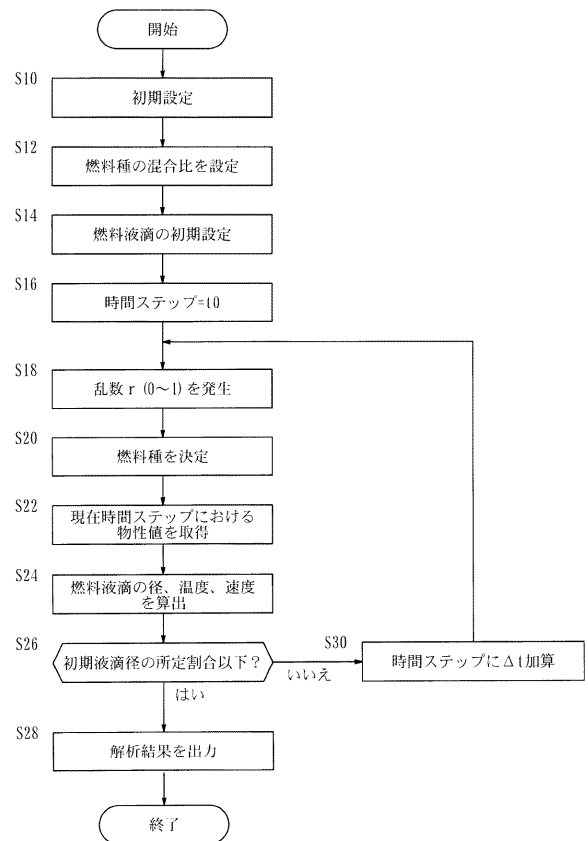 開始
S10
初期設定
S12
燃料種の混合比を設定
S14
燃料液滴の初期設定
S16
時間ステップ=t0
S18
乱数 r (0～1) を発生
S20
燃料種を決定
S22
現在時間ステップにおける
物性値を取得
S24
燃料液滴の径、温度、速度
を算出
S26
初期液滴径の所定割合以下？
いいえ
S30
時間ステップにΔt加算
はい
S28
解析結果を出力
終了